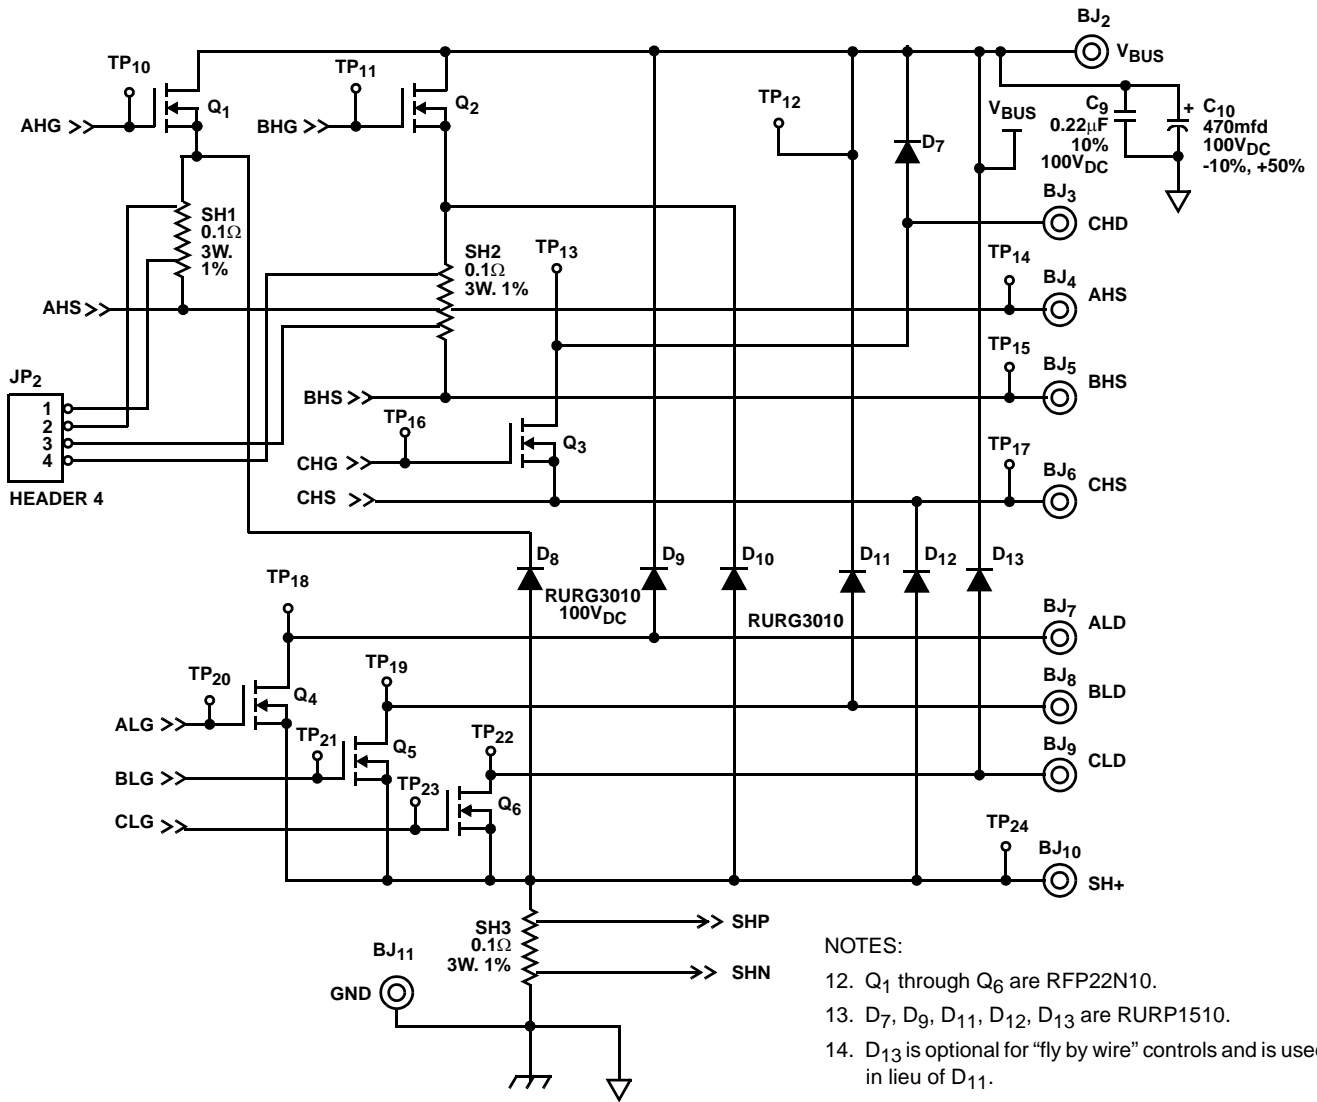 BJ2
VBUS
TP10
Q1
AHG
TP11
Q2
BHG
TP12
D7
VBUS
C9
0.22µF
10%
100VDC
+
C10
470mfd
100VDC
-10%, +50%
BJ3
CHD
SH1
0.1Ω
3W.
1%
SH2
0.1Ω
3W. 1%
TP13
TP14
BJ4
AHS
AHS
TP15
BJ5
BHS
JP2
1
2
3
4
HEADER 4
BHS
TP16
Q3
CHG
TP17
BJ6
CHS
CHS
D8
D9
D10
D11
D12
D13
RURG3010
100VDC
RURG3010
TP18
BJ7
ALD
TP20
Q4
ALG
TP19
BJ8
BLD
TP21
Q5
BLG
TP22
BJ9
CLD
TP23
Q6
CLG
TP24
BJ10
SH+
SH3
0.1Ω
3W. 1%
SHP
SHN
BJ11
GND
NOTES:
12. Q1 through Q6 are RFP22N10.
13. D7, D9, D11, D12, D13 are RURP1510.
14. D13 is optional for “fly by wire” controls and is use
in lieu of D11.